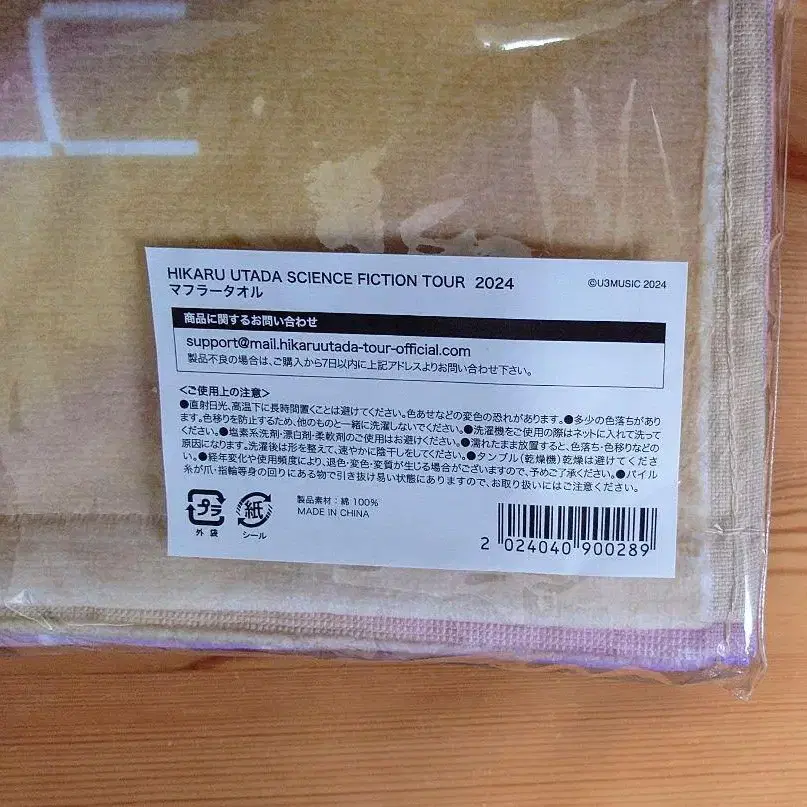 HIKARU UTADA SCIENCE FICTION TOUR 2024
©U3MUSIC 2024
マフラータオル
商品に関するお問い合わせ
support@mail.hikaruutada-tour-official.com
製品不良の場合は、ご購入から7日以内に上記アドレスよりお問い合わせください。
<ご使用上の注意>
●直射日光、高温下に長時間置くことは避けてください。色あせなどの変色の恐れがあります。●多少の色落ちがあり
ます。色移りを防止するため、他のものと一緒に洗濯しないでください。●洗濯機をご使用の際はネットに入れて洗って
ください。●塩素系洗剤・漂白剤・柔軟剤のご使用はお避けください。●濡れたまま放置すると、色落ち・色移りなどの
原因になります。洗濯後は形を整えて、速やかに陰干しをしてください。●タンブル(乾燥機)乾燥は避けてくださ
い。●経年変化や使用頻度により、退色・変色・変質が生じる場合がございますので、予めご了承ください。●パイル
糸が爪・指輪等身の回りにある物で引き抜け易い状態にありますので、お取り扱いにはご注意ください。
プラ
外袋
紙
シール
製品素材：綿 100%
MADE IN CHINA
2 024040 900289